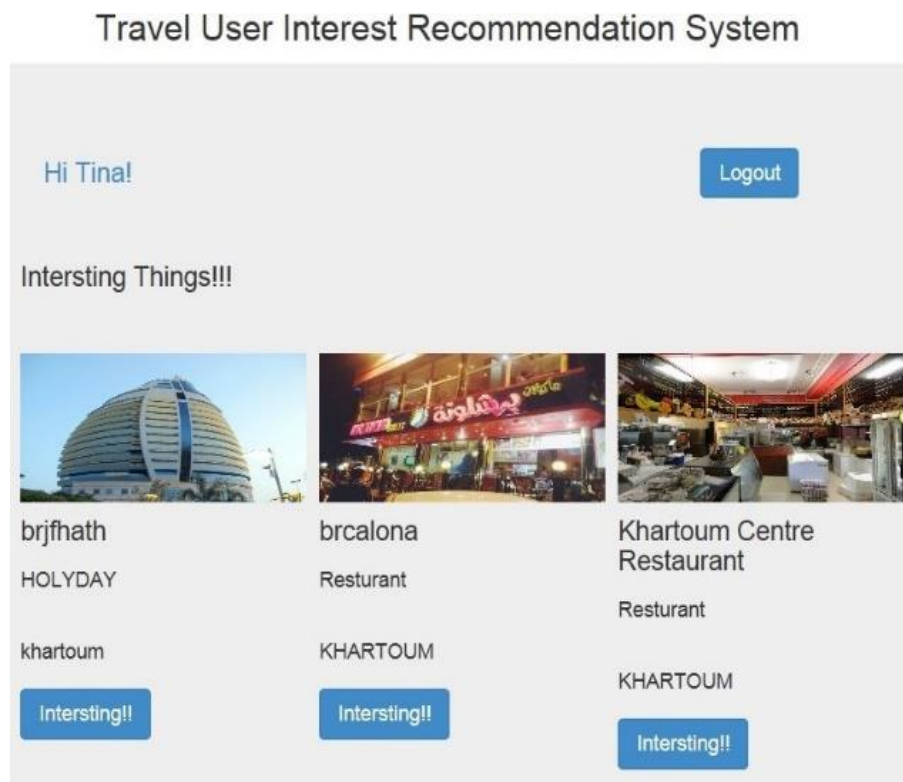 Travel User Interest Recommendation System
Hi Tina!
Logout
Intersting Things!!!
برشلونة
brjfhath
HOLYDAY
khartoum
Intersting!!
brcalona
Resturant
KHARTOUM
Intersting!!
Khartoum Centre
Restaurant
Resturant
KHARTOUM
Intersting!!